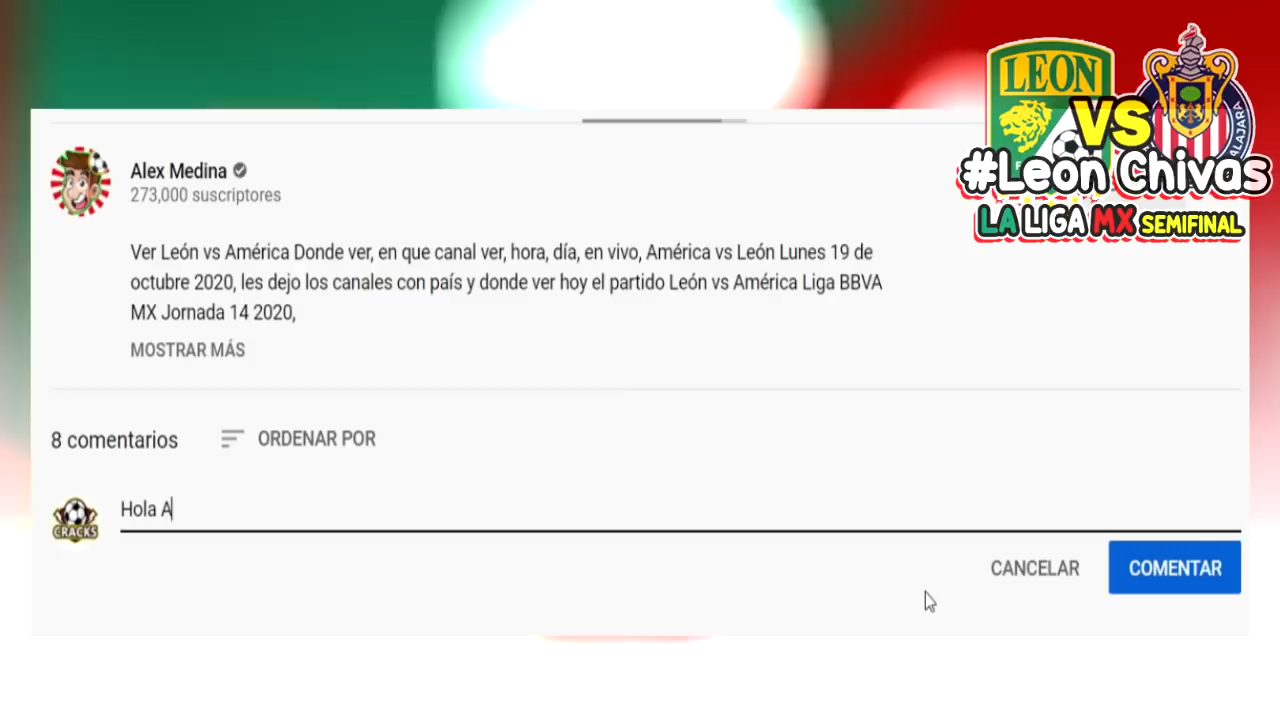 LEON
VS
ALAJARA
#León Chivas
LA LIGA MX SEMIFINAL
Alex Medina
273,000 suscriptores
Ver León vs América Donde ver, en que canal ver, hora, día, en vivo, América vs León Lunes 19 de
octubre 2020, les dejo los canales con país y donde ver hoy el partido León vs América Liga BBVA
MX Jornada 14 2020,
MOSTRAR MÁS
8 comentarios
ORDENAR POR
CRACKS
Hola A
CANCELAR
COMENTAR